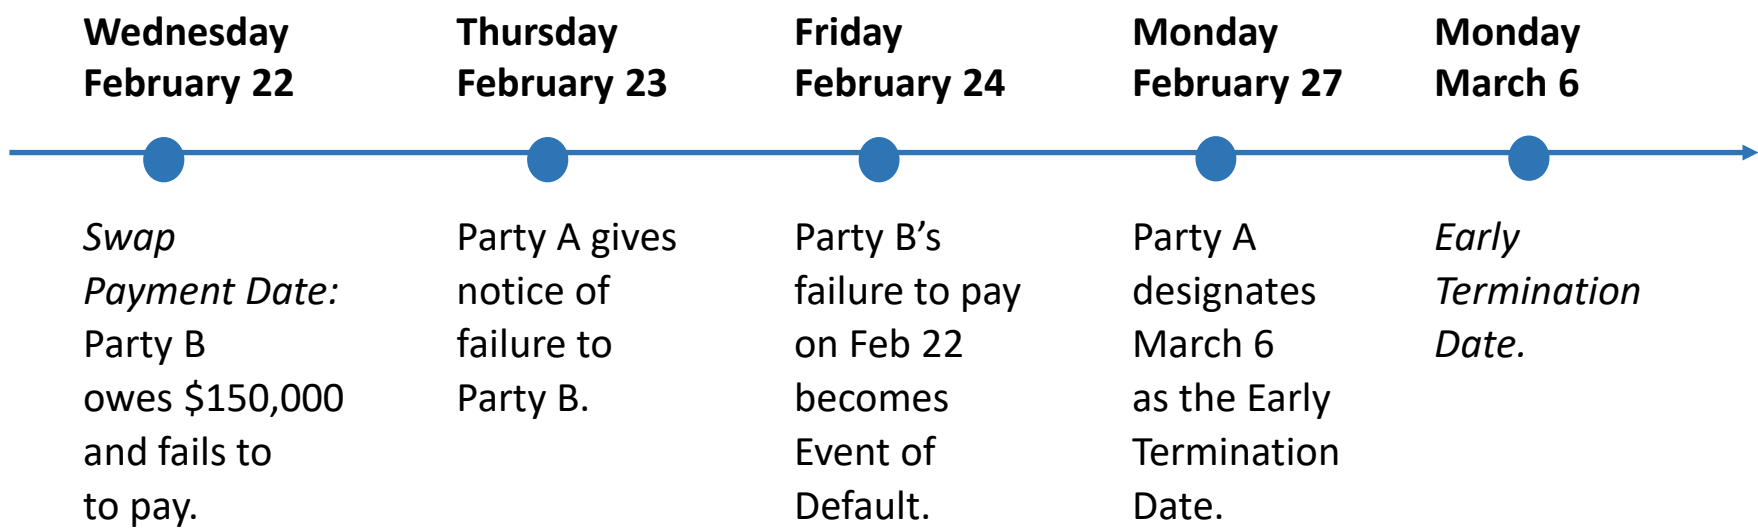 Wednesday
February 22
Thursday
February 23
Friday
February 24
Monday
February 27
Monday
March 6
Swap
Payment Date:
Party B
owes $150,000
and fails to
to pay.
Party A gives
notice of
failure to
Party B.
Party B’s
failure to pay
on Feb 22
becomes
Event of
Default.
Party A
designates
March 6
as the Early
Termination
Date.
Early
Termination
Date.